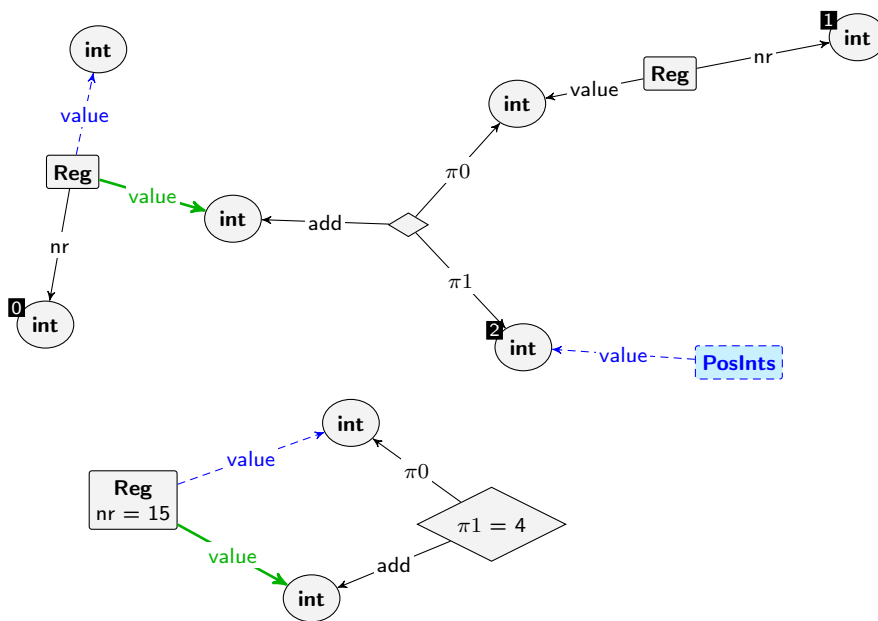 1
int
int
Reg
nr
value
int
value
Reg
π0
value
int
add
nr
π1
0
int
2
int
value
PosInts
int
value
π0
Reg
nr = 15
π1 = 4
value
add
int